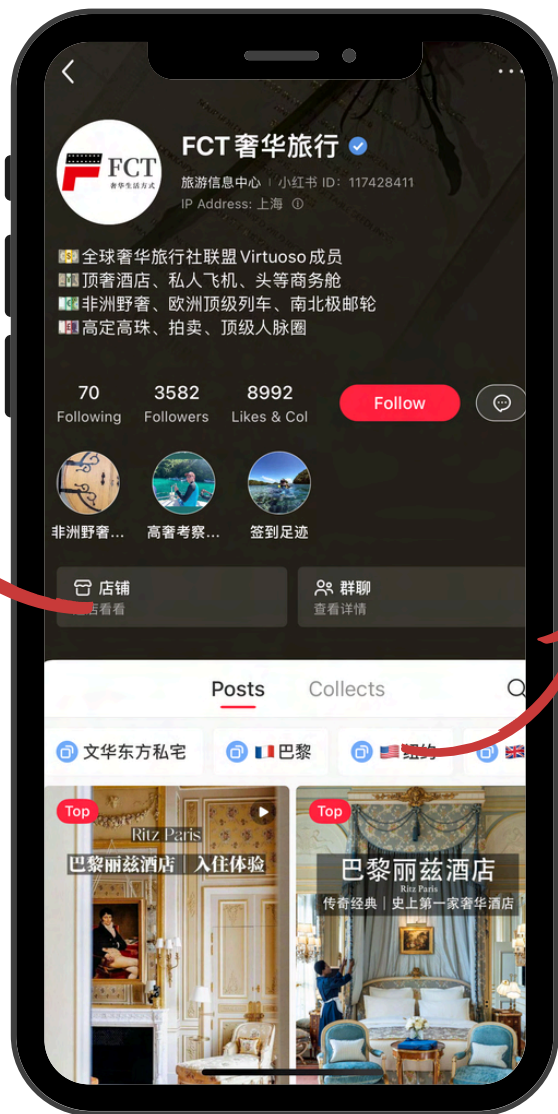 FCT
奢华生活方式
FCT奢华旅行
旅游信息中心 | 小红书 ID: 117428411
IP Address: 上海
全球奢华旅行社联盟Virtuoso成员
顶奢酒店、私人飞机、头等商务舱
非洲野奢、欧洲顶级列车、南北极邮轮
高定高珠、拍卖、顶级人脉圈
70 3582 8992
Following Followers Likes & Col
Follow
非洲野奢... 高奢考察... 签到足迹
店铺 群聊
店看看 查看详情
Posts Collects
文华东方私宅 🇫🇷巴黎 🇺🇸纽约 🇬🇧
Top
Ritz Paris
巴黎丽兹酒店 | 入住体验
Top
巴黎丽兹酒店
Ritz Paris
传奇经典｜史上第一家奢华酒店